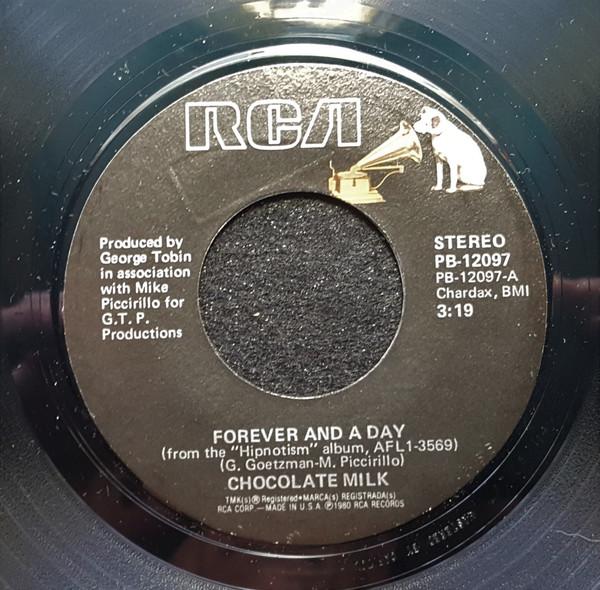 RCA
Produced by
George Tobin
in association
with Mike
Piccirillo for
G.T. P.
Productions
STEREO
PB-12097
PB-12097-A
Chardax, BMI
3:19
FOREVER AND A DAY
(from the "Hipnotism" album, AFL1-3569)
(G. Goetzman-M. Piccirillo)
CHOCOLATE MILK
TMK(s)® Registered•MARCA(s) REGISTRADA(s)
RCA CORP.—MADE IN U.S.A. ℗1980 RCA RECORDS